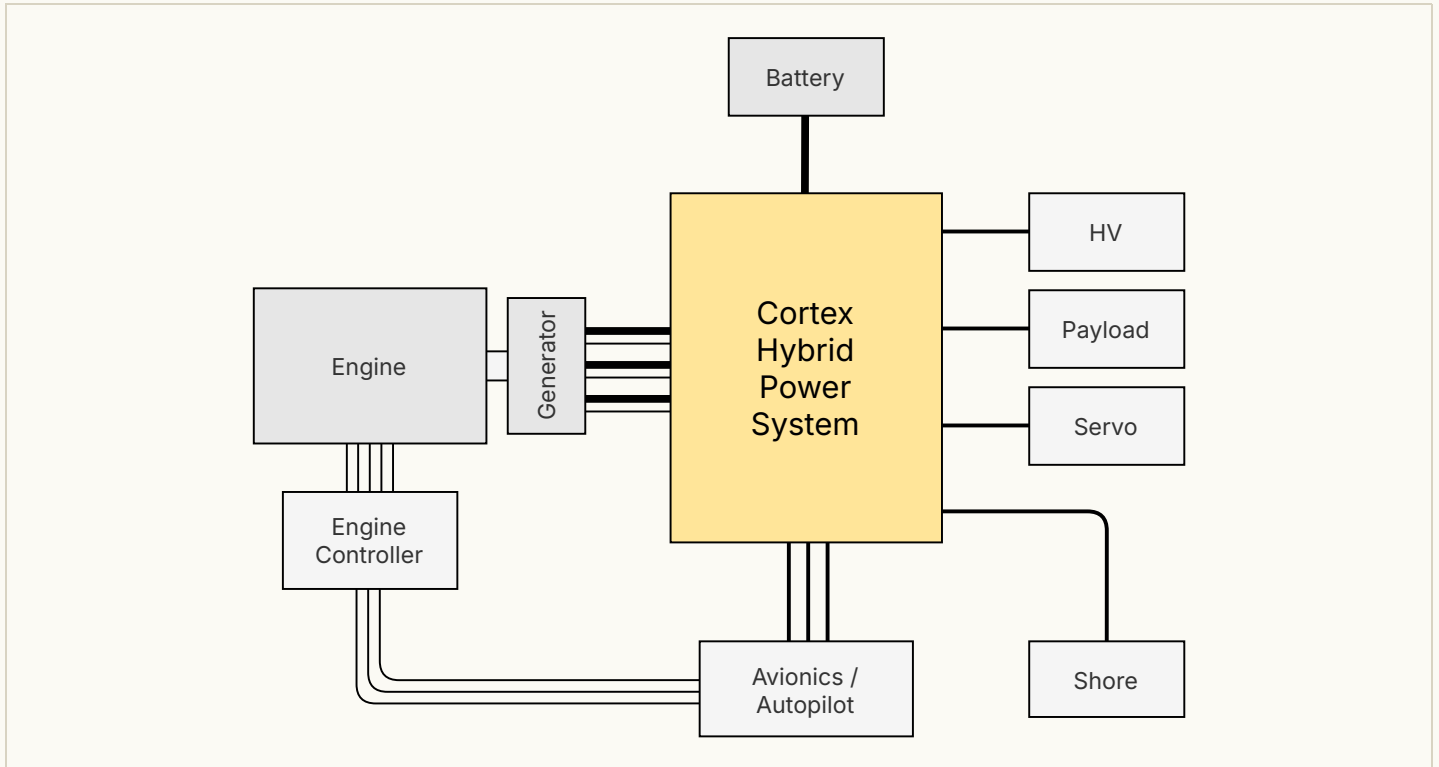 Battery
HV
Cortex
Hybrid
Power
System
Payload
Generator
Engine
Servo
Engine
Controller
Avionics /
Autopilot
Shore